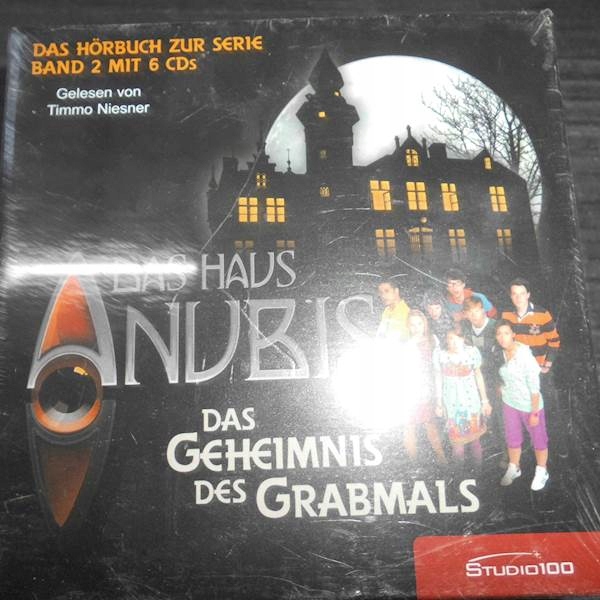 DAS HÖRBUCH ZUR SERIE
BAND 2 MIT 6 CDs
Gelesen von
Timmo Niesner
DAS HAUS
ANUBIS
DAS
GEHEIMNIS
DES GRABMALS
STUDIO100